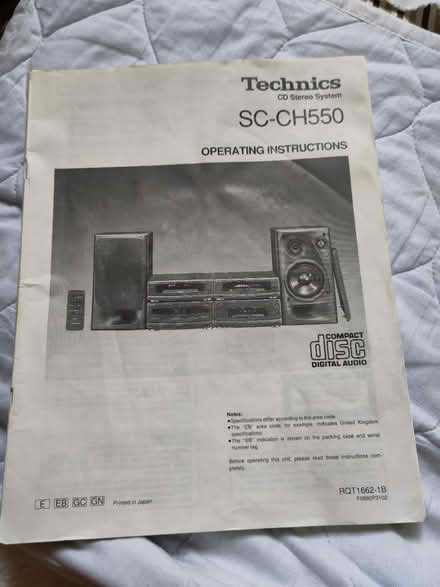 Technics
CD Stereo System
SC-CH550
OPERATING INSTRUCTIONS
COMPACT
disc
DIGITAL AUDIO
Notes:
●Specifications differ according to the area code.
●The "EB" area code, for example, indicates United Kingdom
specifications.
●The "EB" indication is shown on the packing case and serial
number tag.
Before operating this unit, please read these instructions com-
pletely.
E EB GC GN Printed in Japan
RQT1662-1B